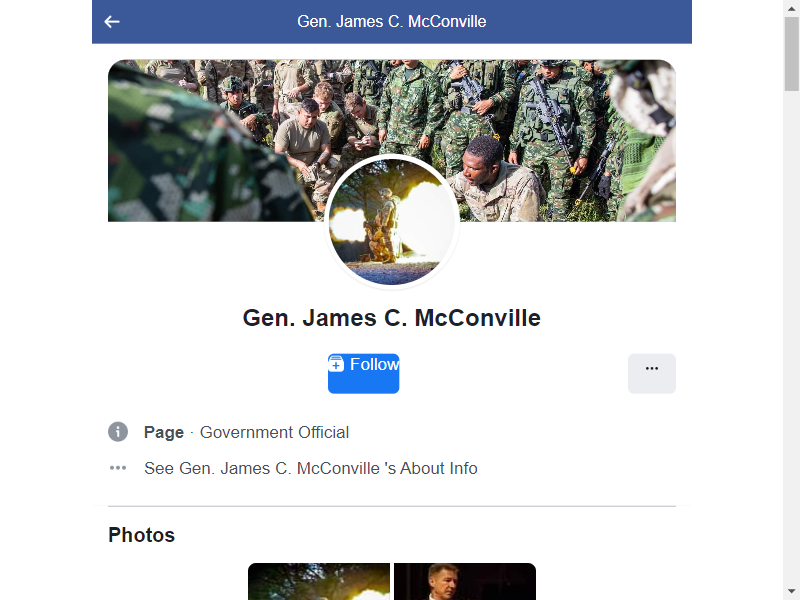 Gen. James C. McConville
Gen. James C. McConville
Follow
Page · Government Official
See Gen. James C. McConville 's About Info
Photos